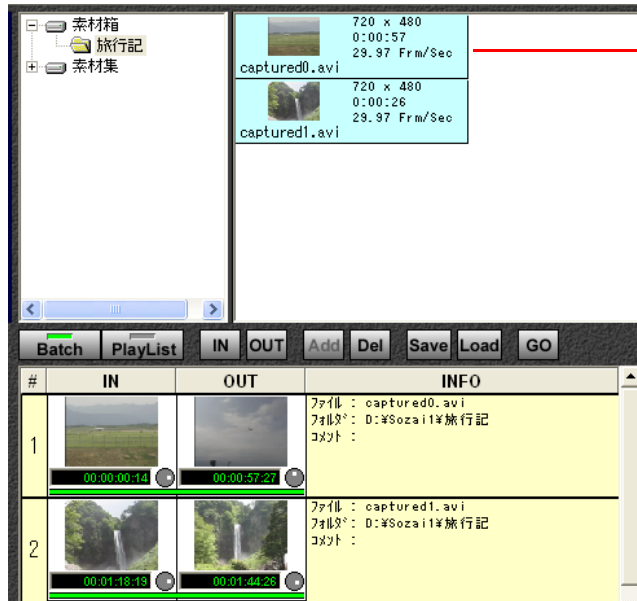 素材箱
旅行記
素材集
720 x 480
0:00:57
29.97 Frm/Sec
captured0.avi
720 x 480
0:00:26
29.97 Frm/Sec
captured1.avi
Batch PlayList IN OUT Add Del Save Load GO
# IN OUT INFO
1
00:00:00:14 00:00:57:27
ﾌｧｲﾙ : captured0.avi
ﾌｫﾙﾀﾞ: D:¥Sozai1¥旅行記
ｺﾒﾝﾄ :
2
00:01:18:19 00:01:44:26
ﾌｧｲﾙ : captured1.avi
ﾌｫﾙﾀﾞ: D:¥Sozai1¥旅行記
ｺﾒﾝﾄ :